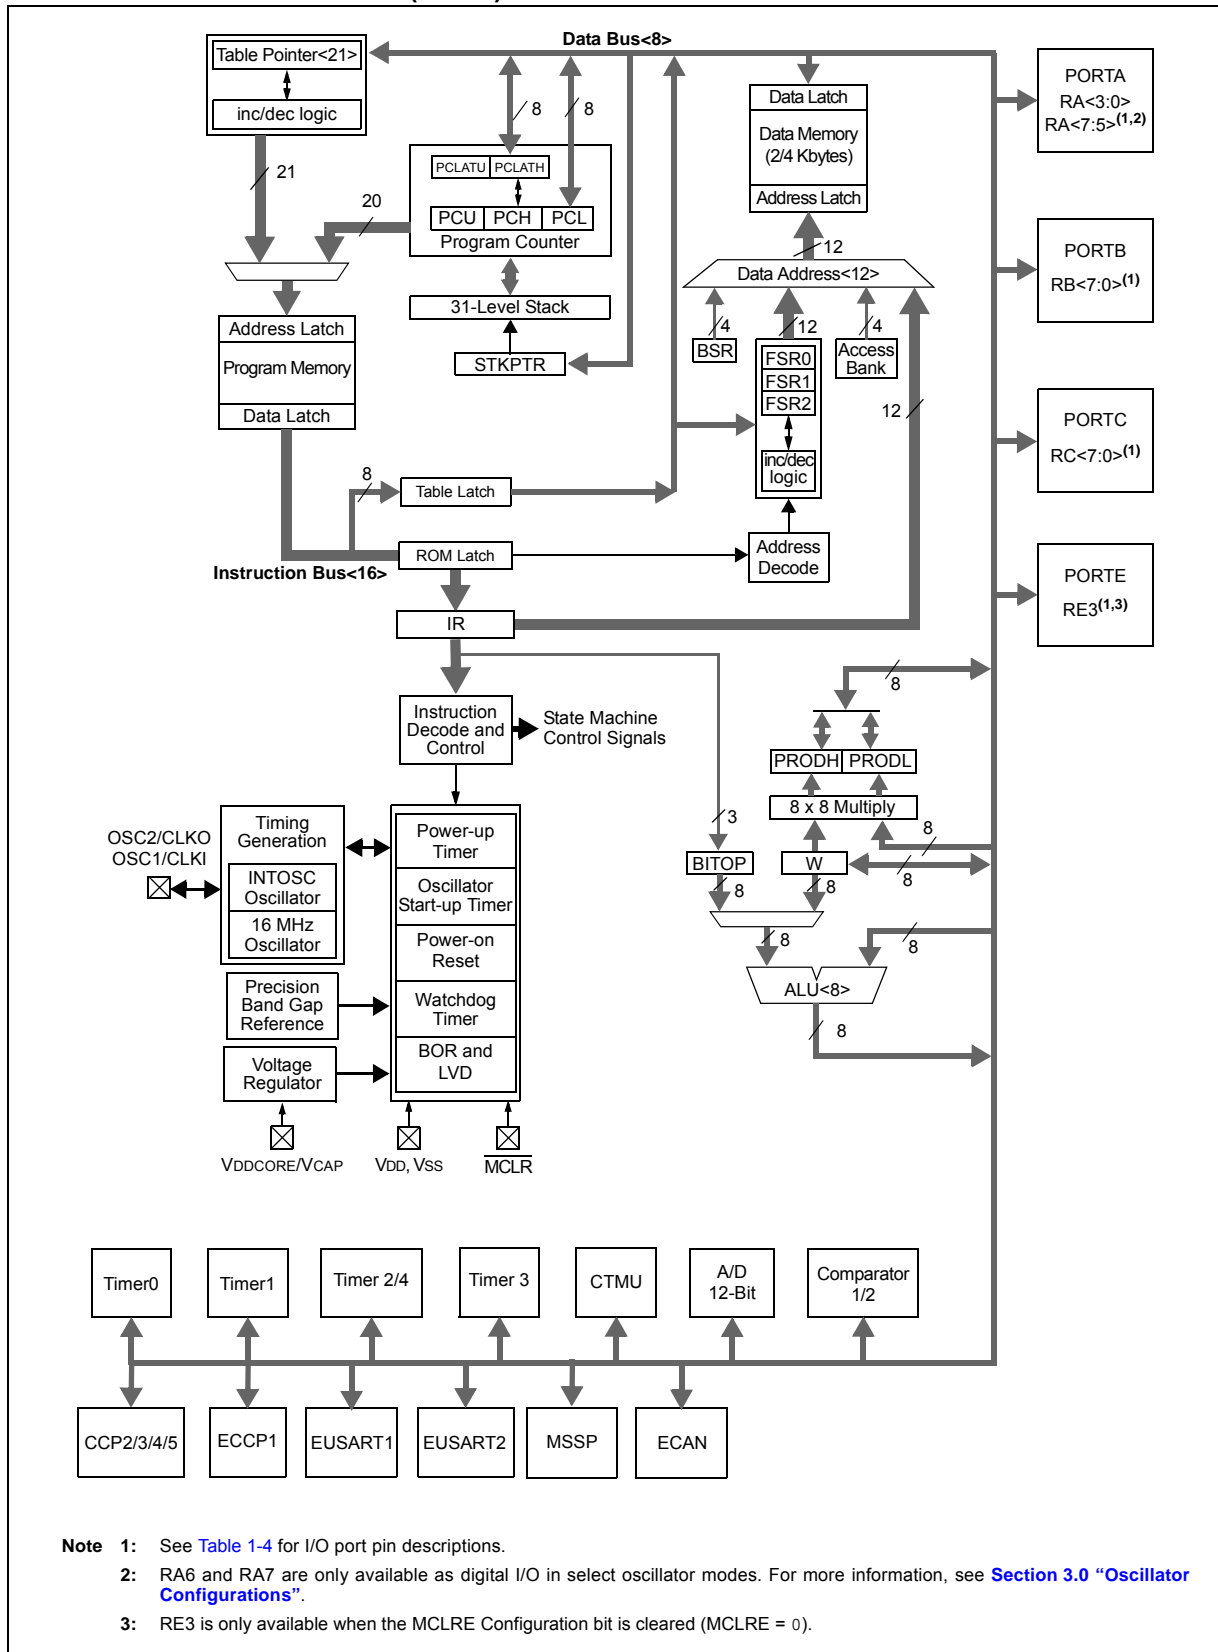 Data Bus<8>
Table Pointer<21>
inc/dec logic
21
20
8
8
PCLATU PCLATH
PCU PCH PCL
Program Counter
31-Level Stack
STKPTR
Data Latch
Data Memory
(2/4 Kbytes)
Address Latch
12
Data Address<12>
4
12
4
BSR
FSR0
FSR1
FSR2
inc/dec
logic
Access
Bank
12
Address
Decode
PORTA
RA<3:0>
RA<7:5>(1,2)
PORTB
RB<7:0>(1)
PORTC
RC<7:0>(1)
PORTE
RE3(1,3)
Address Latch
Program Memory
Data Latch
8
Table Latch
ROM Latch
Instruction Bus<16>
IR
Instruction
Decode and
Control
State Machine
Control Signals
8
PRODH PRODL
8 x 8 Multiply
3
8
BITOP
W
8
8
8
8
8
ALU<8>
8
OSC2/CLKO
OSC1/CLKI
Timing
Generation
INTOSC
Oscillator
16 MHz
Oscillator
Power-up
Timer
Oscillator
Start-up Timer
Power-on
Reset
Watchdog
Timer
BOR and
LVD
Precision
Band Gap
Reference
Voltage
Regulator
VDDCORE/VCAP
VDD, VSS
MCLR
Timer0
Timer1
Timer 2/4
Timer 3
CTMU
A/D
12-Bit
Comparator
1/2
CCP2/3/4/5
ECCP1
EUSART1
EUSART2
MSSP
ECAN
Note 1: See Table 1-4 for I/O port pin descriptions.
2: RA6 and RA7 are only available as digital I/O in select oscillator modes. For more information, see Section 3.0 “Oscillator
Configurations”.
3: RE3 is only available when the MCLRE Configuration bit is cleared (MCLRE = 0).